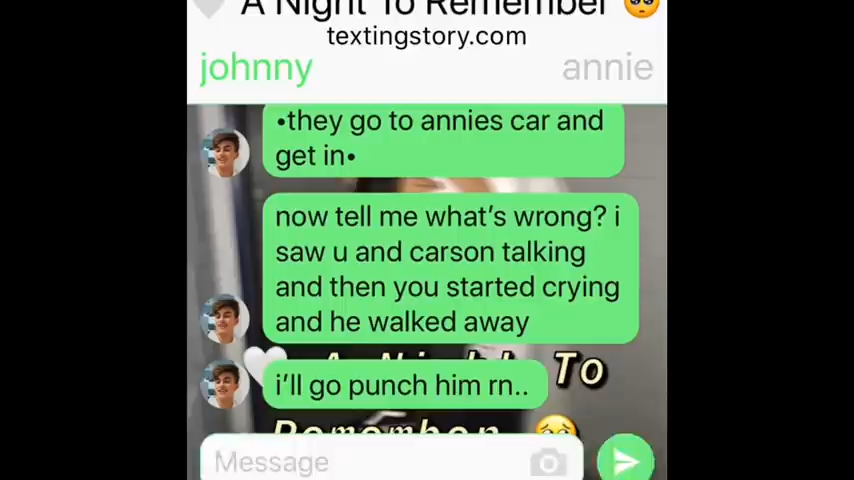 A Night To Remember 🥺
textingstory.com
johnny
annie
•they go to annies car and
get in•
now tell me what's wrong? i
saw u and carson talking
and then you started crying
and he walked away
i'll go punch him rn..
A Night To
Remember 🥺
Message